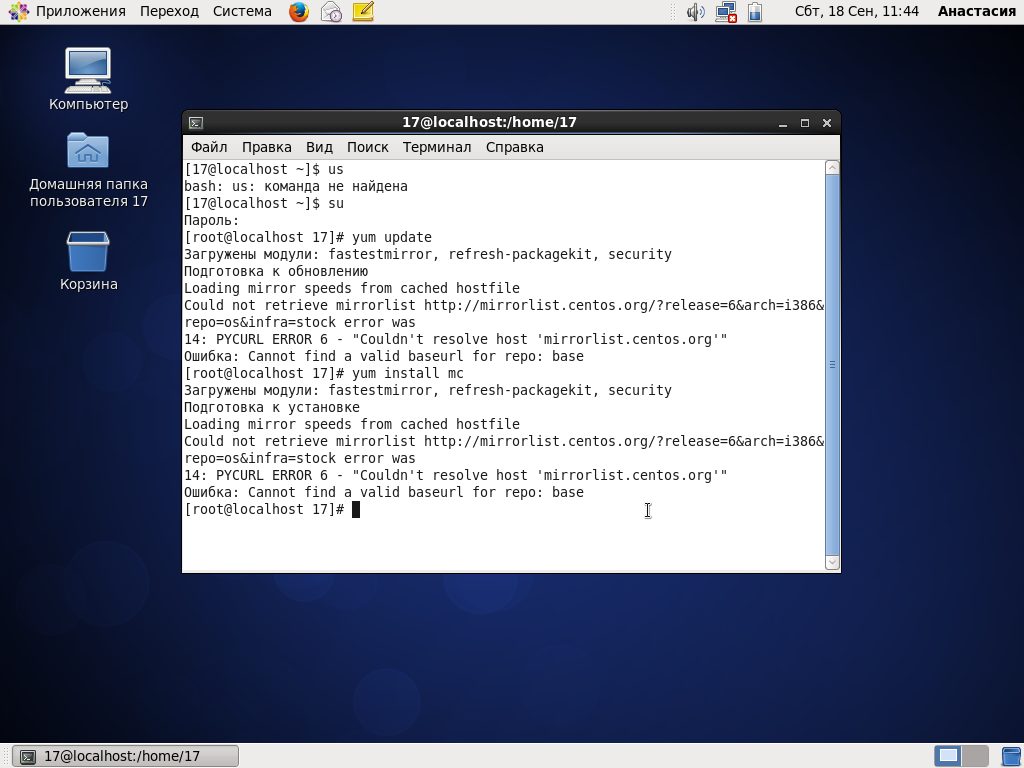 Приложения Переход Система Сбт, 18 Сен, 11:44 Анастасия
Компьютер
Домашняя папка
пользователя 17
Корзина
17@localhost:/home/17
Файл Правка Вид Поиск Терминал Справка
[17@localhost ~]$ us
bash: us: команда не найдена
[17@localhost ~]$ su
Пароль:
[root@localhost 17]# yum update
Загружены модули: fastestmirror, refresh-packagekit, security
Подготовка к обновлению
Loading mirror speeds from cached hostfile
Could not retrieve mirrorlist http://mirrorlist.centos.org/?release=6&arch=i386&
repo=os&infra=stock error was
14: PYCURL ERROR 6 - "Couldn't resolve host 'mirrorlist.centos.org'"
Ошибка: Cannot find a valid baseurl for repo: base
[root@localhost 17]# yum install mc
Загружены модули: fastestmirror, refresh-packagekit, security
Подготовка к установке
Loading mirror speeds from cached hostfile
Could not retrieve mirrorlist http://mirrorlist.centos.org/?release=6&arch=i386&
repo=os&infra=stock error was
14: PYCURL ERROR 6 - "Couldn't resolve host 'mirrorlist.centos.org'"
Ошибка: Cannot find a valid baseurl for repo: base
[root@localhost 17]#
17@localhost:/home/17